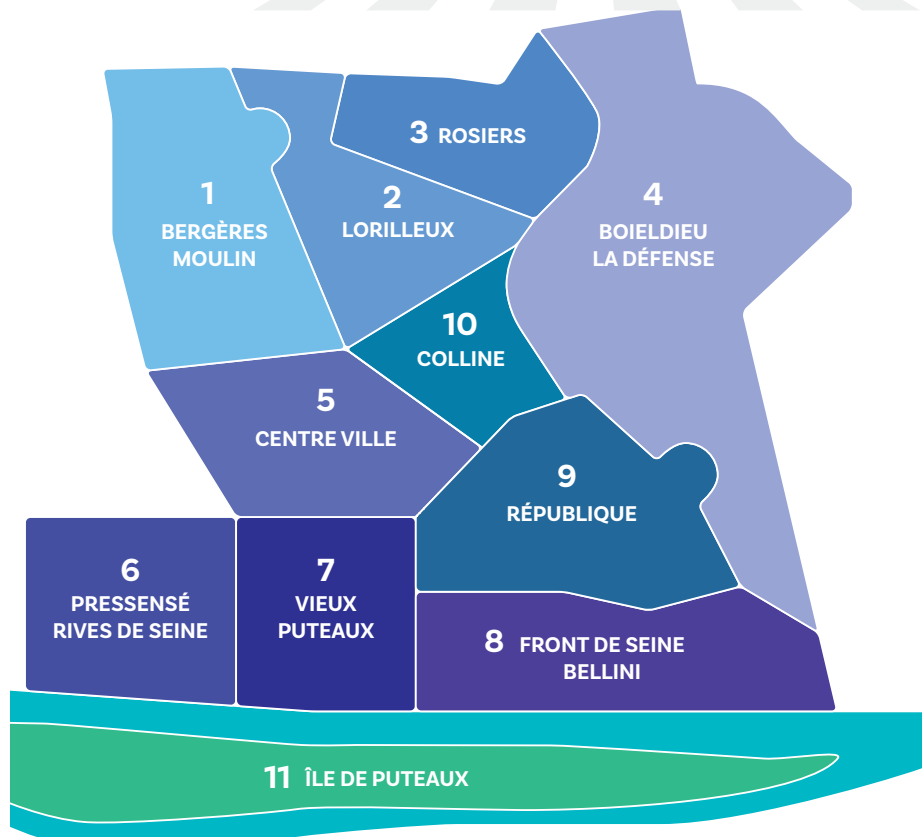 3 ROSIERS
1
BERGÈRES
MOULIN
2
LORILLEUX
4
BOIELDIEU
LA DÉFENSE
10
COLLINE
5
CENTRE VILLE
9
RÉPUBLIQUE
6
PRESSENSÉ
RIVES DE SEINE
7
VIEUX
PUTEAUX
8 FRONT DE SEINE
BELLINI
11 ÎLE DE PUTEAUX